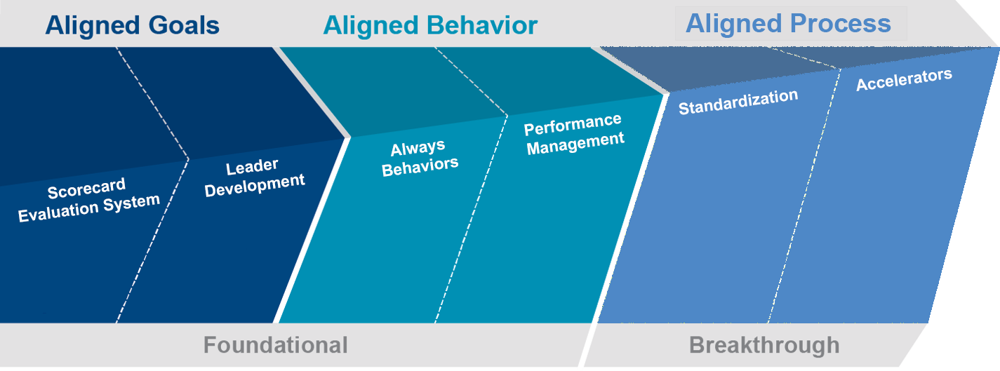 Aligned Goals
Aligned Behavior
Aligned Process
Scorecard
Evaluation System
Leader
Development
Always
Behaviors
Performance
Management
Standardization
Accelerators
Foundational
Breakthrough